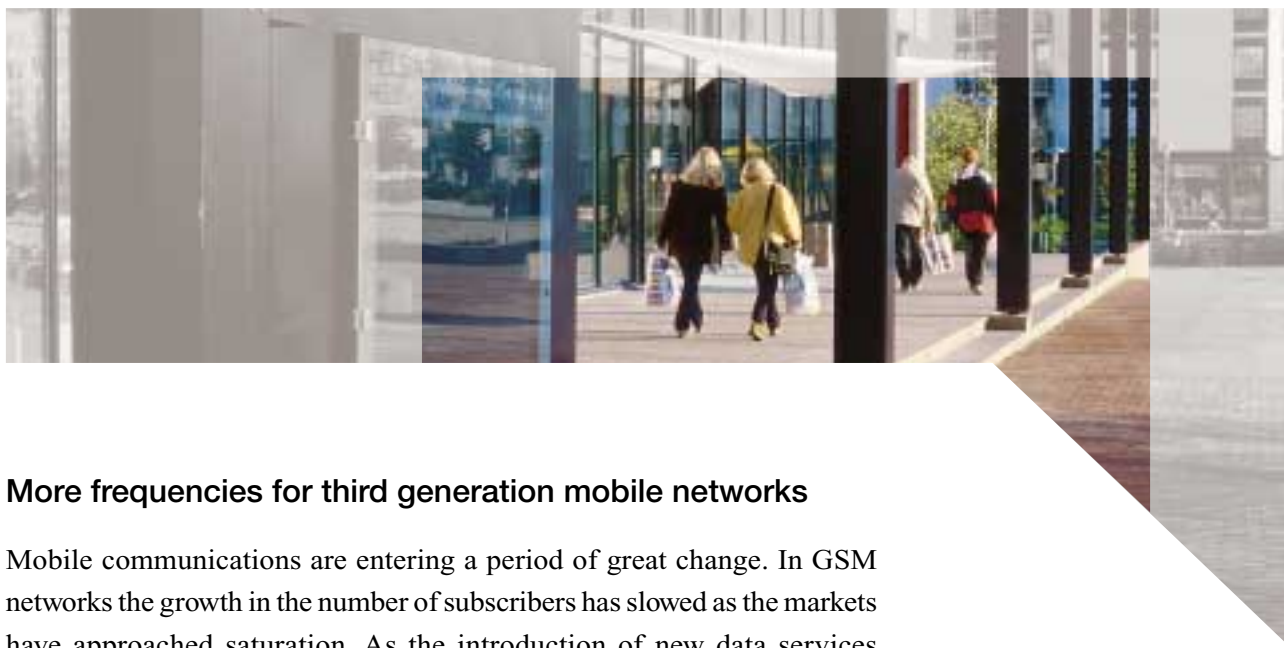 More frequencies for third generation mobile networks
Mobile communications are entering a period of great change. In GSM
networks the growth in the number of subscribers has slowed as the markets
have approached saturation. As the introduction of new data services